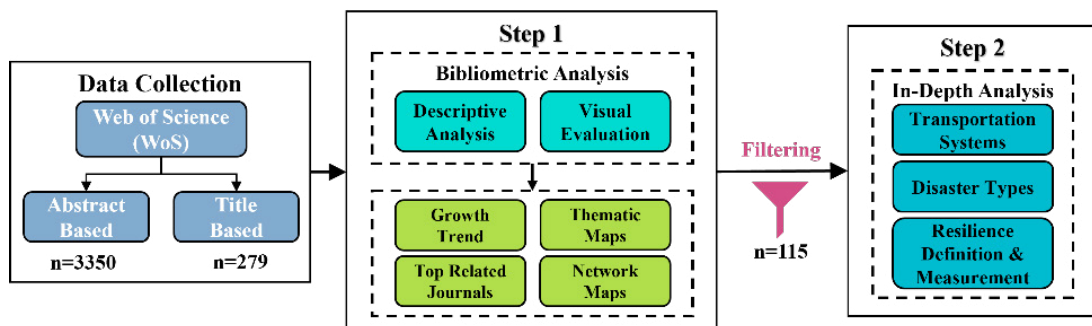 Data Collection
Web of Science
(WoS)
Abstract
Based
Title
Based
n=3350
n=279
Step 1
Bibliometric Analysis
Descriptive
Analysis
Visual
Evaluation
Growth
Trend
Thematic
Maps
Top Related
Journals
Network
Maps
Filtering
n=115
Step 2
In-Depth Analysis
Transportation
Systems
Disaster Types
Resilience
Definition &
Measurement